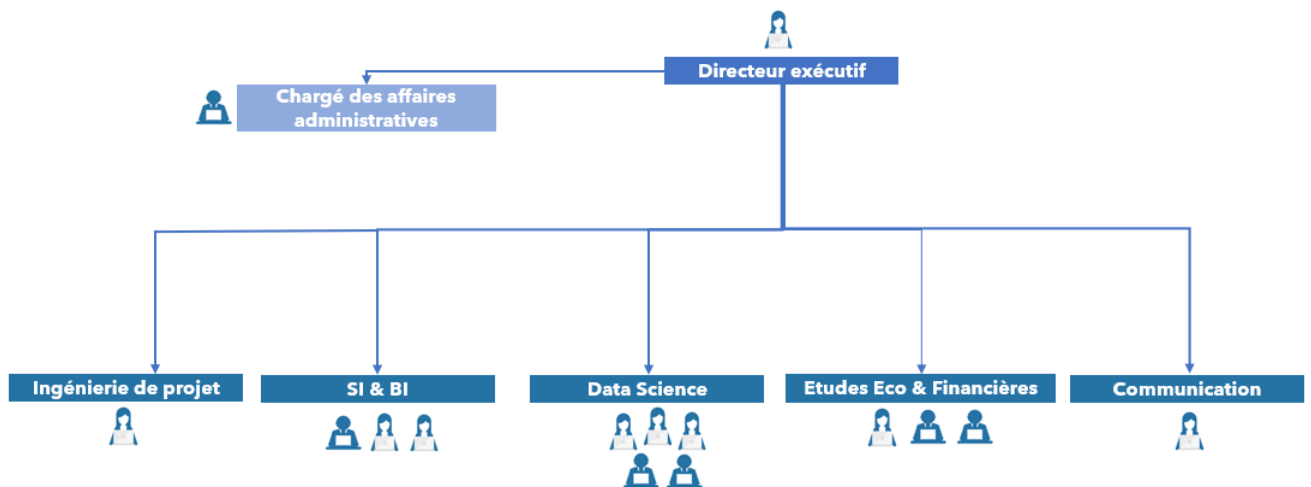 Directeur exécutif
Chargé des affaires
administratives
Ingénierie de projet
SI & BI
Data Science
Etudes Eco & Financières
Communication